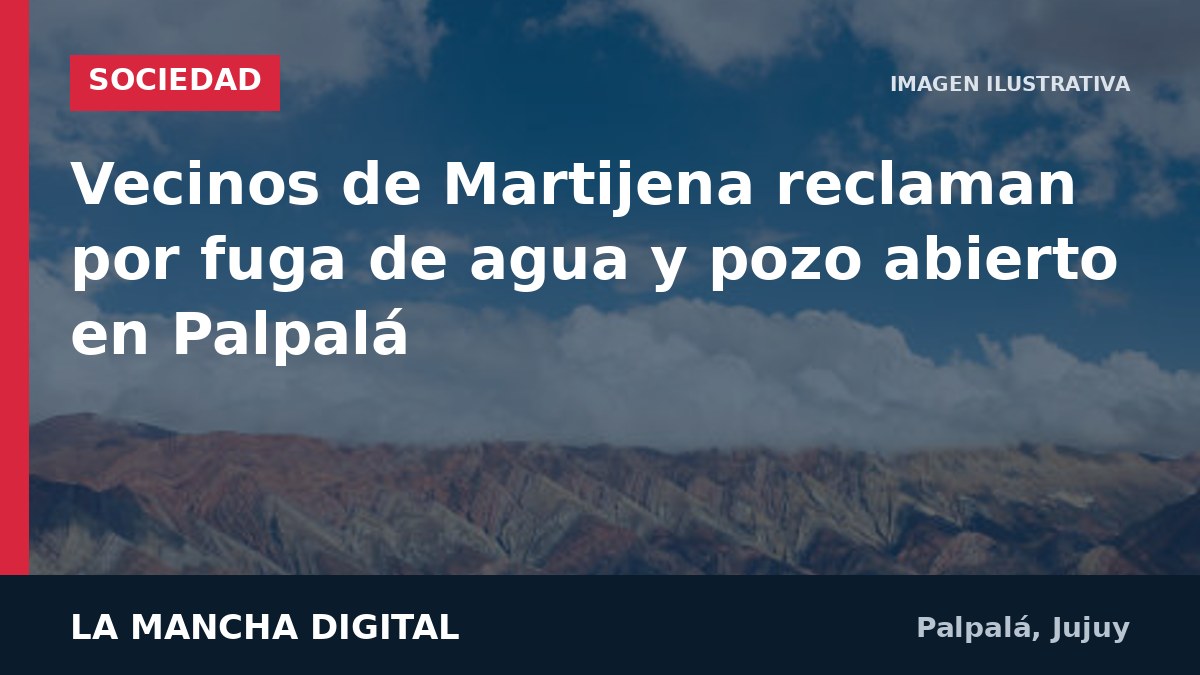 SOCIEDAD
IMAGEN ILUSTRATIVA
Vecinos de Martijena reclaman
por fuga de agua y pozo abierto
en Palpalá
LA MANCHA DIGITAL
Palpalá, Jujuy